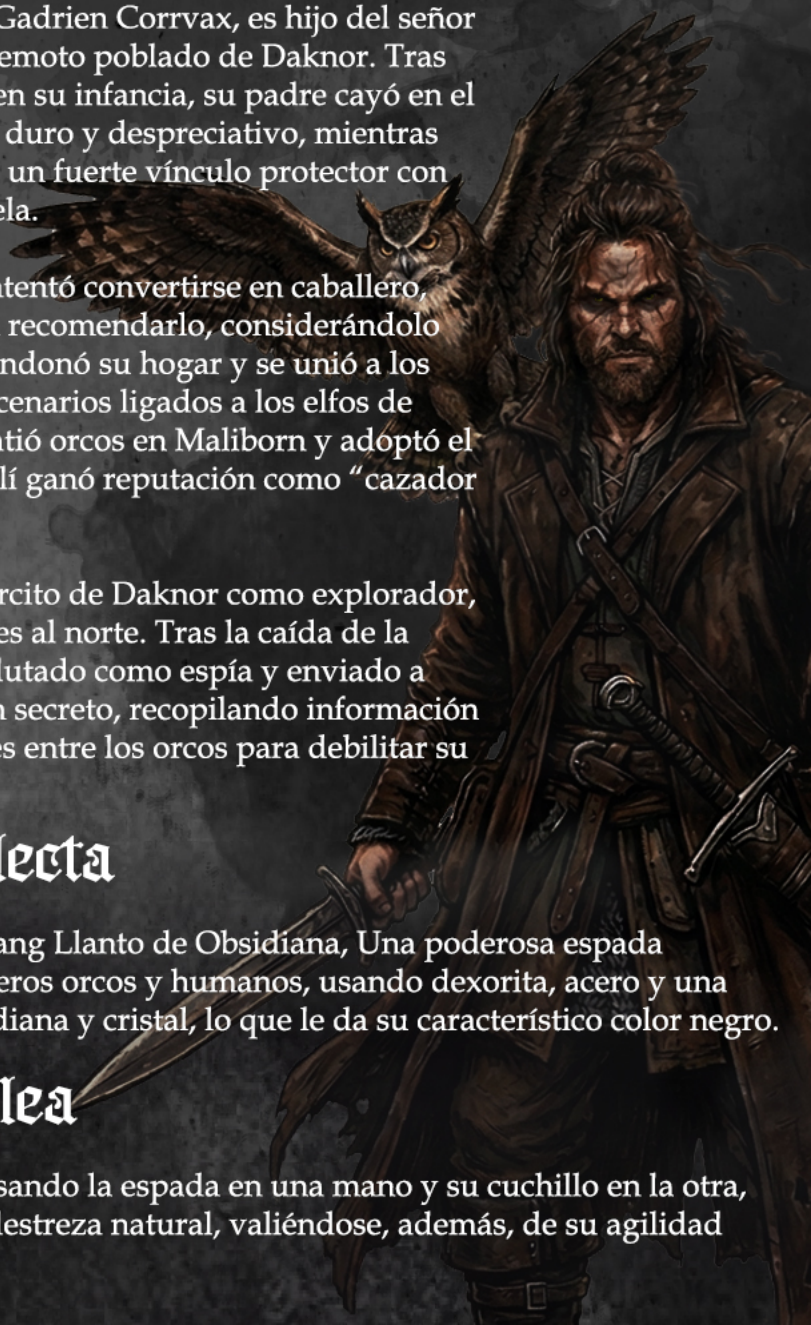 Gadrien Corrvax, es hijo del señor
emoto poblado de Daknor. Tras
en su infancia, su padre cayó en el
duro y despreciativo, mientras
un fuerte vínculo protector con
ela.
ntentó convertirse en caballero,
recomendarlo, considerándolo
ndonó su hogar y se unió a los
cenarios ligados a los elfos de
atió orcos en Maliborn y adoptó el
lí ganó reputación como “cazador
rcito de Daknor como explorador,
es al norte. Tras la caída de la
lutado como espía y enviado a
n secreto, recopilando información
es entre los orcos para debilitar su
lecta
ang Llanto de Obsidiana, Una poderosa espada
eros orcos y humanos, usando dexorita, acero y una
diana y cristal, lo que le da su característico color negro.
lea
sando la espada en una mano y su cuchillo en la otra,
destreza natural, valiéndose, además, de su agilidad